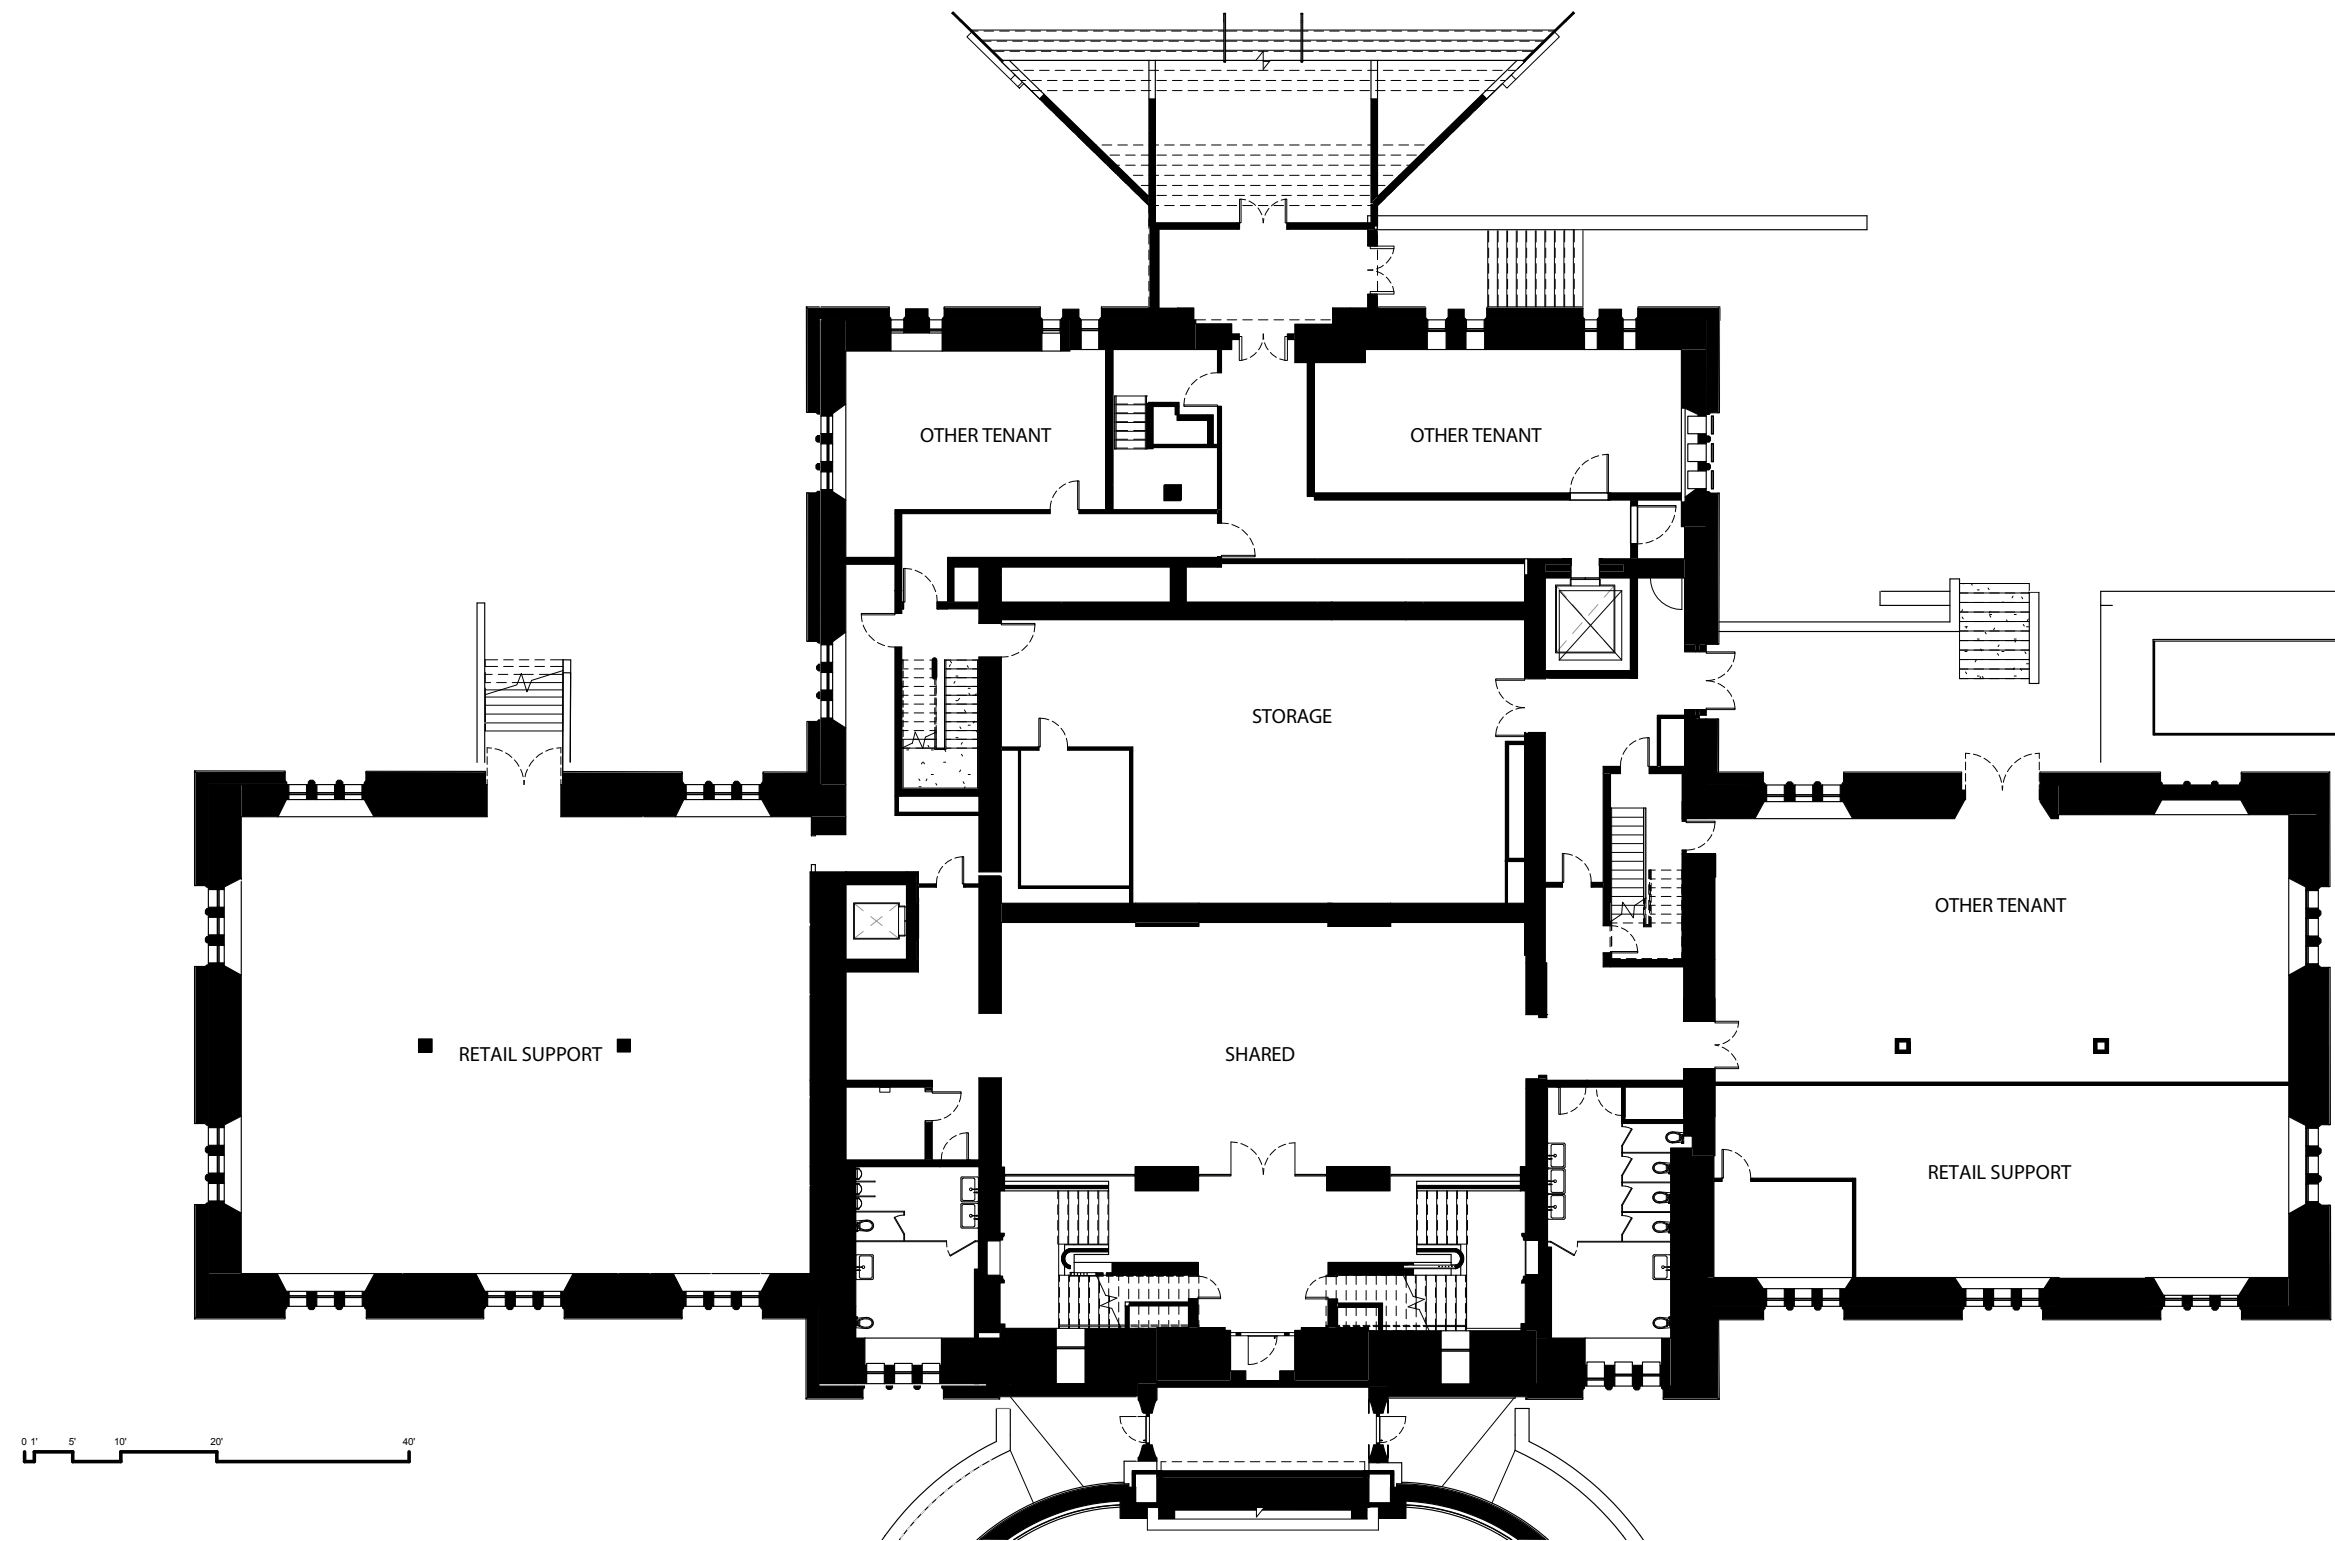 OTHER TENANT
OTHER TENANT
STORAGE
OTHER TENANT
RETAIL SUPPORT
SHARED
RETAIL SUPPORT
0 1' 5' 10' 20' 40'